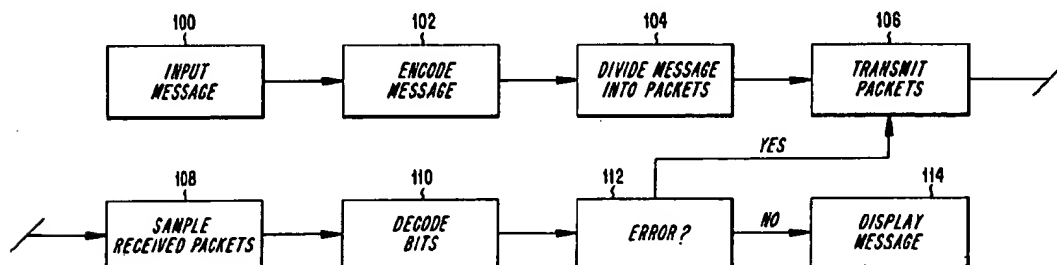 100
INPUT
MESSAGE
102
ENCODE
MESSAGE
104
DIVIDE MESSAGE
INTO PACKETS
106
TRANSMIT
PACKETS
YES
108
SAMPLE
RECEIVED PACKETS
110
DECODE
BITS
112
ERROR?
NO
114
DISPLAY
MESSAGE